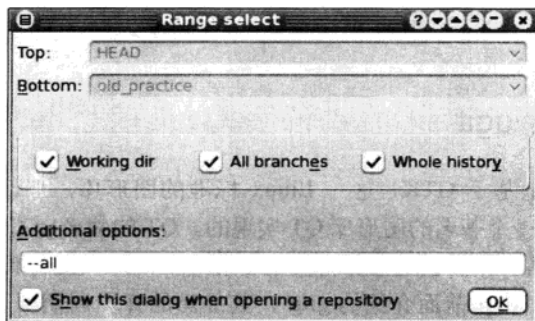 Range select
Top: HEAD
Bottom: old_practice
Working dir All branches Whole history
Additional options:
--all
Show this dialog when opening a repository Ok